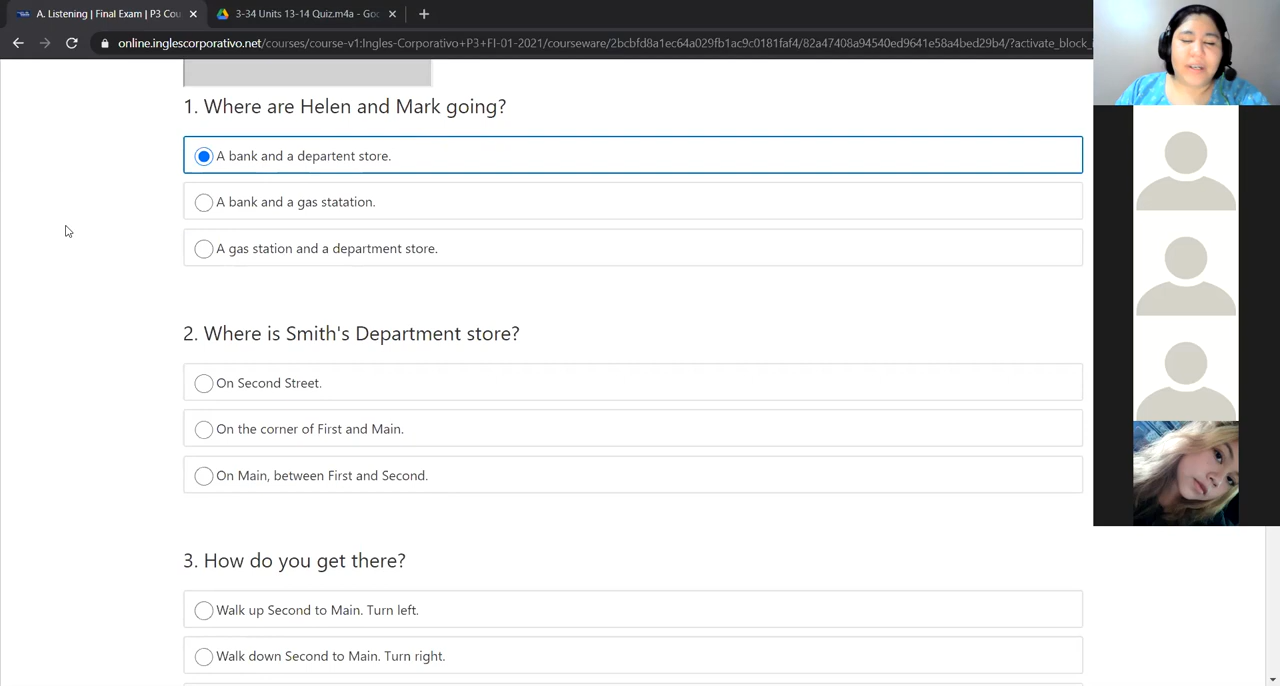 A. Listening | Final Exam | P3 Cou
3-34 Units 13-14 Quiz.m4a - Goo
online.inglescorporativo.net/courses/course-v1:Ingles-Corporativo+P3+FI-01-2021/courseware/2bcbfd8a1ec64a029fb1ac9c0181faf4/82a47408a94540ed9641e58a4bed29b4/?activate_block_i
1. Where are Helen and Mark going?
A bank and a departent store.
A bank and a gas statation.
A gas station and a department store.
2. Where is Smith's Department store?
On Second Street.
On the corner of First and Main.
On Main, between First and Second.
3. How do you get there?
Walk up Second to Main. Turn left.
Walk down Second to Main. Turn right.